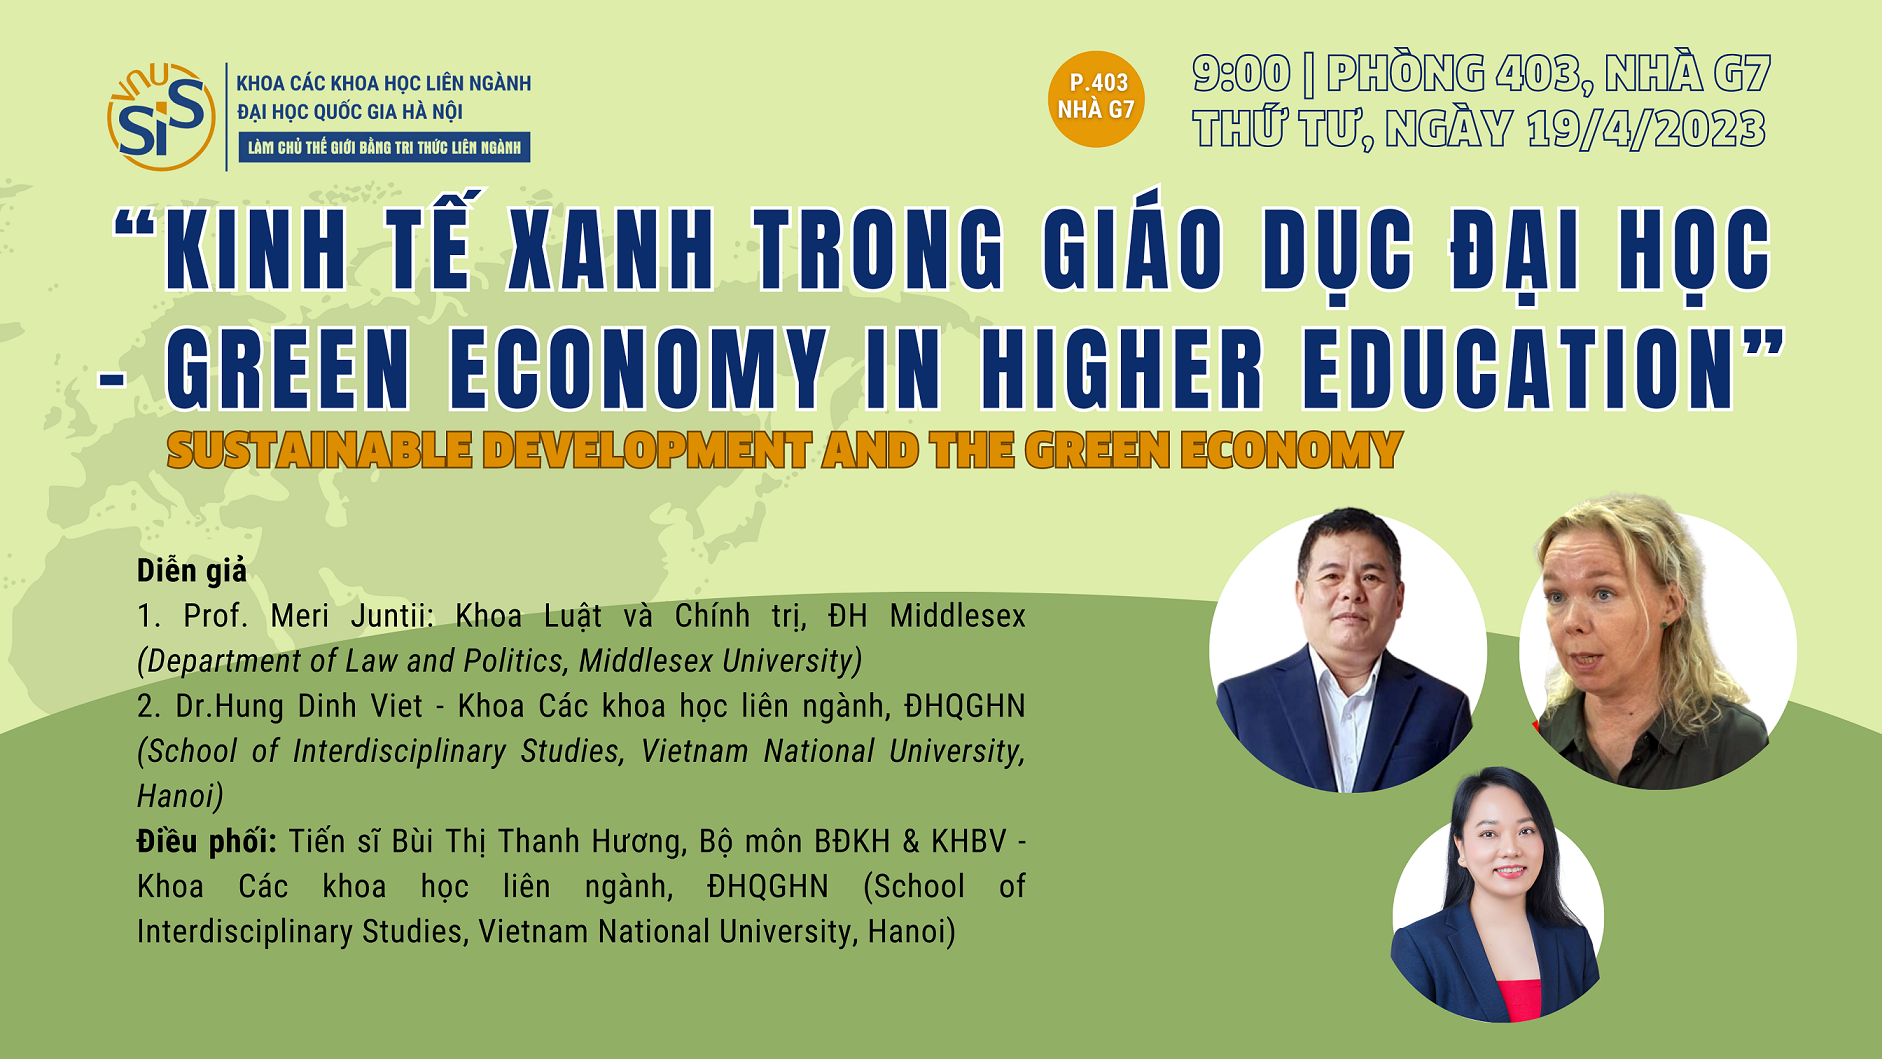 VNU
SiS
KHOA CÁC KHOA HỌC LIÊN NGÀNH
ĐẠI HỌC QUỐC GIA HÀ NỘI
LÀM CHỦ THẾ GIỚI BẰNG TRI THỨC LIÊN NGÀNH
P.403
NHÀ G7
9:00 | PHÒNG 403, NHÀ G7
THỨ TƯ, NGÀY 19/4/2023
“KINH TẾ XANH TRONG GIÁO DỤC ĐẠI HỌC
- GREEN ECONOMY IN HIGHER EDUCATION”
SUSTAINABLE DEVELOPMENT AND THE GREEN ECONOMY
Diễn giả
1. Prof. Meri Juntii: Khoa Luật và Chính trị, ĐH Middlesex
(Department of Law and Politics, Middlesex University)
2. Dr.Hung Dinh Viet - Khoa Các khoa học liên ngành, ĐHQGHN
(School of Interdisciplinary Studies, Vietnam National University,
Hanoi)
Điều phối: Tiến sĩ Bùi Thị Thanh Hương, Bộ môn BĐKH & KHBV -
Khoa Các khoa học liên ngành, ĐHQGHN (School of
Interdisciplinary Studies, Vietnam National University, Hanoi)